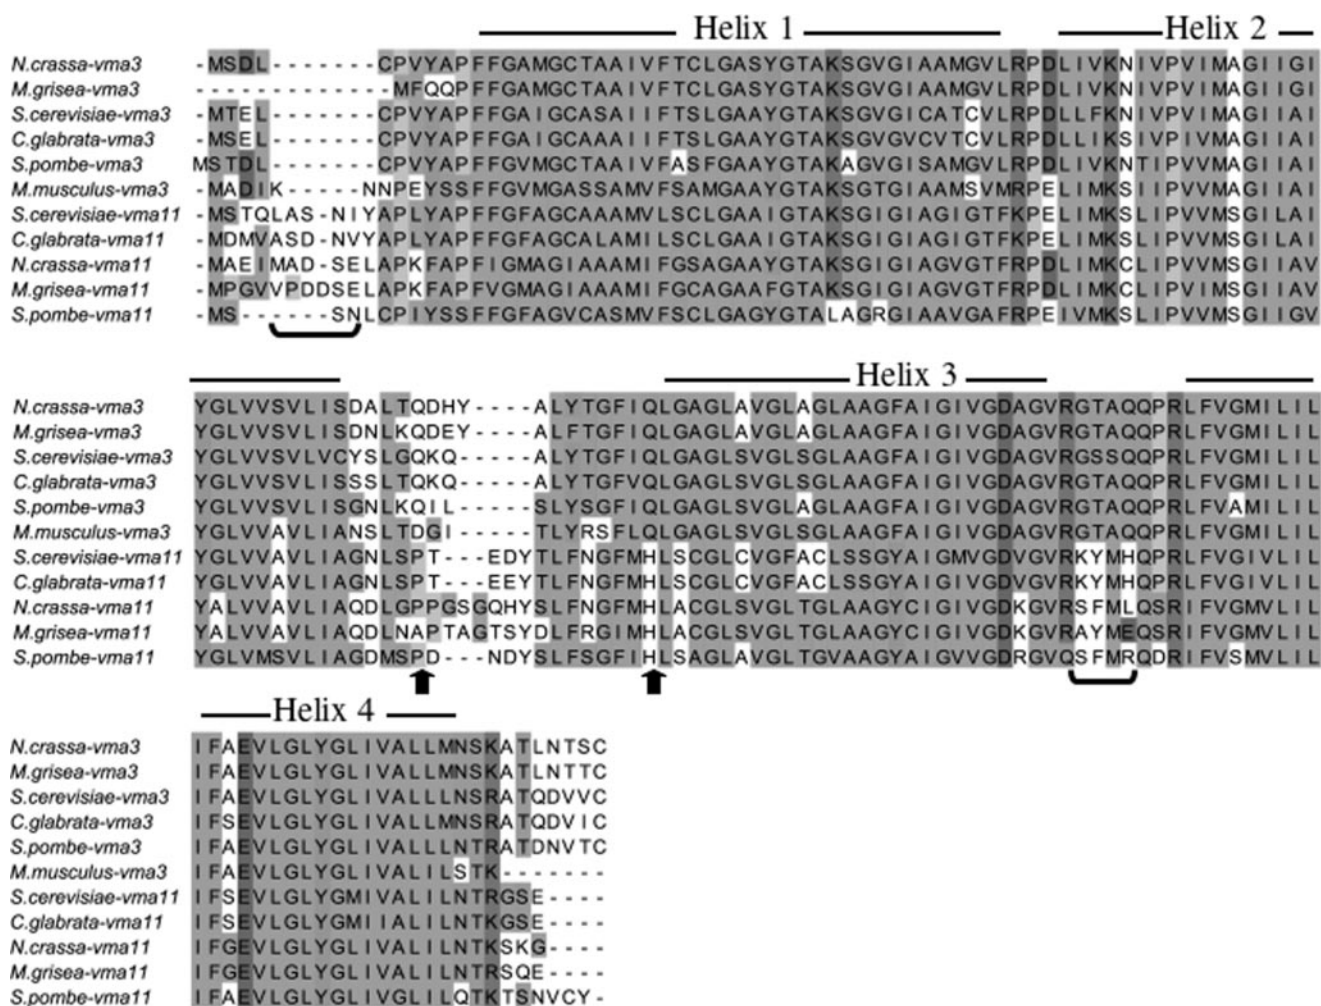 Helix 1 Helix 2
N.crassa-vma3 -MSDL-------CPVYAPFFGAMGCTAAIVFTCLGASYGTAKSGVGIAAMGVLRPDLIVKNIVPVIMAGIIGI
M.grisea-vma3 ------------MFQQPFFGAMGCTAAIVFTCLGASYGTAKSGVGIAAMGVLRPDLIVKNIVPVIMAGIIGI
S.cerevisiae-vma3 -MTEL-------CPVYAPFFGAIGCASAIIFTSLGAAYGTAKSGVGICATCVLRPDLLFKNIVPVIMAGIIAI
C.glabrata-vma3 -MSEL-------CPVYAPFFGAIGCAAAIIFTSLGAAYGTAKSGVGVCVTCVLRPDLLFKNIVPVIMAGIIAI
S.pombe-vma3 MSTDL-------CPVYAPFFGVMGCTAAIVFASFGAAYGTAKAGVGISAMGVLRPDLIVKNTIPVVMAGIIAI
M.musculus-vma3 -MADIK-----NNPEYSSFFGVMGASSAMVFSAMGAAYGTAKSGTGIAAMSVMRPELIMKSIIPVVMAGIIAI
S.cerevisiae-vma11 -MSTQLAS-NIYAPLYAPFFGFAGCAAAMVLSCLGAAIGTAKSGIGIAGIGTFKPELIMKSLIPVVMSGILAI
C.glabrata-vma11 -MDMVASD-NVYAPLYAPFFGFAGCALAMILSCLGAAIGTAKSGIGIAGIGTFKPELIMKSLIPVVMSGILAI
N.crassa-vma11 -MAEMAD-SELAPKFAPFIGMAGIAAAMIFGSAGAAYGTAKSGIGIAGVGTFRPDLIMKCLIPVVMSGIIAV
M.grisea-vma11 -MPGVVPDDSELAPKFAPFVGMAGIAAAMIFGCAGAAFGTAKSGIGIAGVGTFRPDLIMKCLIPVVMSGIIAV
S.pombe-vma11 -MS------SNLCPIYSSFFGFAGVCASMVFSCLGAGYGTALAGRGIAAVGAFRPEIVMKSLIPVVMSGIIGV
Helix 3
N.crassa-vma3 YGLVVSVLISDALTQDHY----ALYTGFIQLGAGLAVGLAGLAAGFAIGIVGDAGVRGTAQQPRLFVGMILIL
M.grisea-vma3 YGLVVSVLISDNLKQDEY----ALFTGFIQLGAGLAVGLAGLAAGFAIGIVGDAGVRGTAQQPRLFVGMILIL
S.cerevisiae-vma3 YGLVVSVLVCYSLGQKQ-----ALYTGFIQLGAGLSVGLSGLAAGFAIGIVGDAGVRGSSQQPRLFVGMILIL
C.glabrata-vma3 YGLVVSVLISSSLTQKQ-----ALYTGFVQLGAGLSVGLSGLAAGFAIGIVGDAGVRGTAQQPRLFVGMILIL
S.pombe-vma3 YGLVVSVLISGNLKQIL-----SLYSGFIQLGAGLSVGLAGLAAGFAIGIVGDAGVRGTAQQPRLFVAMILIL
M.musculus-vma3 YGLVVAVLIANSLTDGI-----TLYRSFLQLGAGLSVGLSGLAAGFAIGIVGDAGVRGTAQQPRLFVGMILIL
S.cerevisiae-vma11 YGLVVAVLIAGNLSPT---EDYTLFNGFMHLSCGLCVGFACLSSGYAIGMVGDVGVRKYMHQPRLFVGIVLIL
C.glabrata-vma11 YGLVVAVLIAGNLSPT---EEYTLFNGFMHLSCGLCVGFACLSSGYAIGIVGDVGVRKYMHQPRLFVGIVLIL
N.crassa-vma11 YALVVAVLIAQDLGPPGSGQHYSLFNGFMHLACGLSVGLTGLAAGYCIGIVGDKGVRSFMLQSRIFVGMVLIL
M.grisea-vma11 YALVVAVLIAQDLNAPTAGTSYDLFRGIMHLACGLSVGLTGLAAGYCIGIVGDKGVRAYMEQSRIFVGMVLIL
S.pombe-vma11 YGLVMSVLIAGDMSPD---NDYSLFSGFIHLSAGLAVGLTGVAAGYAIGVVGDRGVQSFMRQDRIFVSMVLIL
Helix 4
N.crassa-vma3 IFAEVLGLYGLIVALLMNSKATLNTSC
M.grisea-vma3 IFAEVLGLYGLIVALLMNSKATLNTTC
S.cerevisiae-vma3 IFAEVLGLYGLIVALLLNSRATQDVVC
C.glabrata-vma3 IFSEVLGLYGLIVALLMNSRATQDVIC
S.pombe-vma3 IFAEVLGLYGLIVALLLNTRATDNVTC
M.musculus-vma3 IFAEVLGLYGLIVALILSTK-------
S.cerevisiae-vma11 IFSEVLGLYGMIVALILNTRGSE----
C.glabrata-vma11 IFSEVLGLYGMIIALILNTKGSE----
N.crassa-vma11 IFGEVLGLYGLIVALILNTKSKG----
M.grisea-vma11 IFGEVLGLYGLIVALILNTRSQE----
S.pombe-vma11 IFAEVLGLYGLIVGLILQTKTSNVCY-